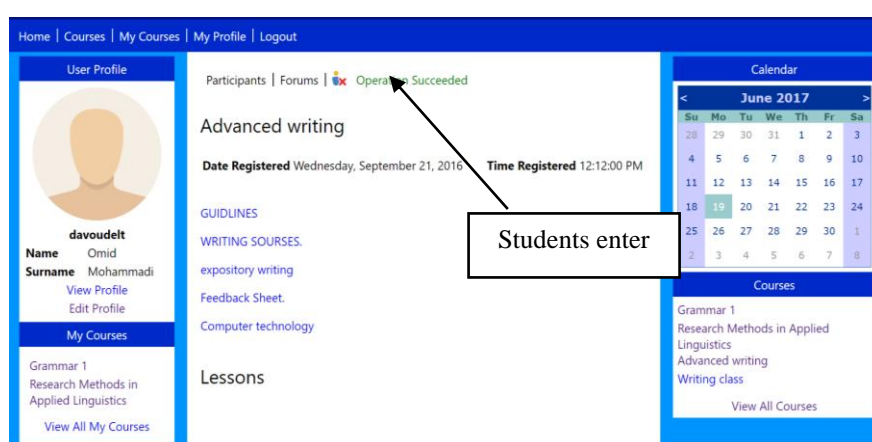 Home | Courses | My Courses | My Profile | Logout
User Profile
davoudelt
Name Omid
Surname Mohammadi
View Profile
Edit Profile
My Courses
Grammar 1
Research Methods in
Applied Linguistics
View All My Courses
Participants | Forums | Operation Succeeded
Advanced writing
Date Registered Wednesday, September 21, 2016 Time Registered 12:12:00 PM
GUIDLINES
WRITING SOURSES.
expository writing
Feedback Sheet.
Computer technology
Lessons
Students enter
Calendar
< June 2017 >
Su Mo Tu We Th Fr Sa
28 29 30 31 1 2 3
4 5 6 7 8 9 10
11 12 13 14 15 16 17
18 19 20 21 22 23 24
25 26 27 28 29 30 1
2 3 4 5 6 7 8
Courses
Grammar 1
Research Methods in Applied
Linguistics
Advanced writing
Writing class
View All Courses